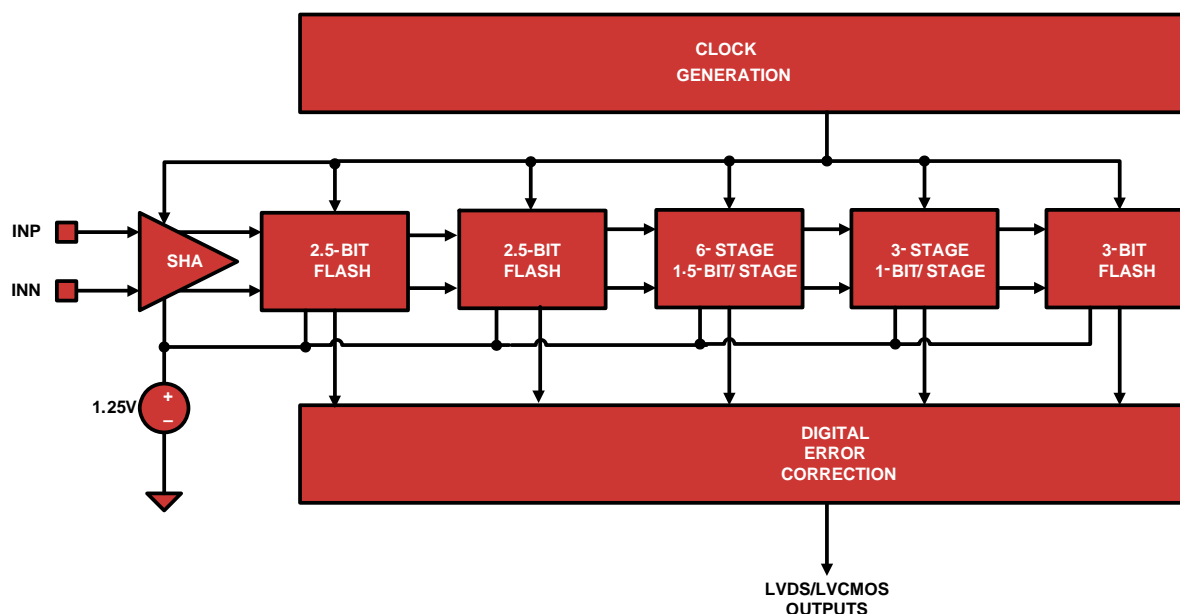 CLOCK
GENERATION
INP
INN
SHA
2.5-BIT
FLASH
2.5-BIT
FLASH
6- STAGE
1.5-BIT/ STAGE
3- STAGE
1-BIT/ STAGE
3-BIT
FLASH
1.25V
+
–
DIGITAL
ERROR
CORRECTION
LVDS/LVCMOS
OUTPUTS